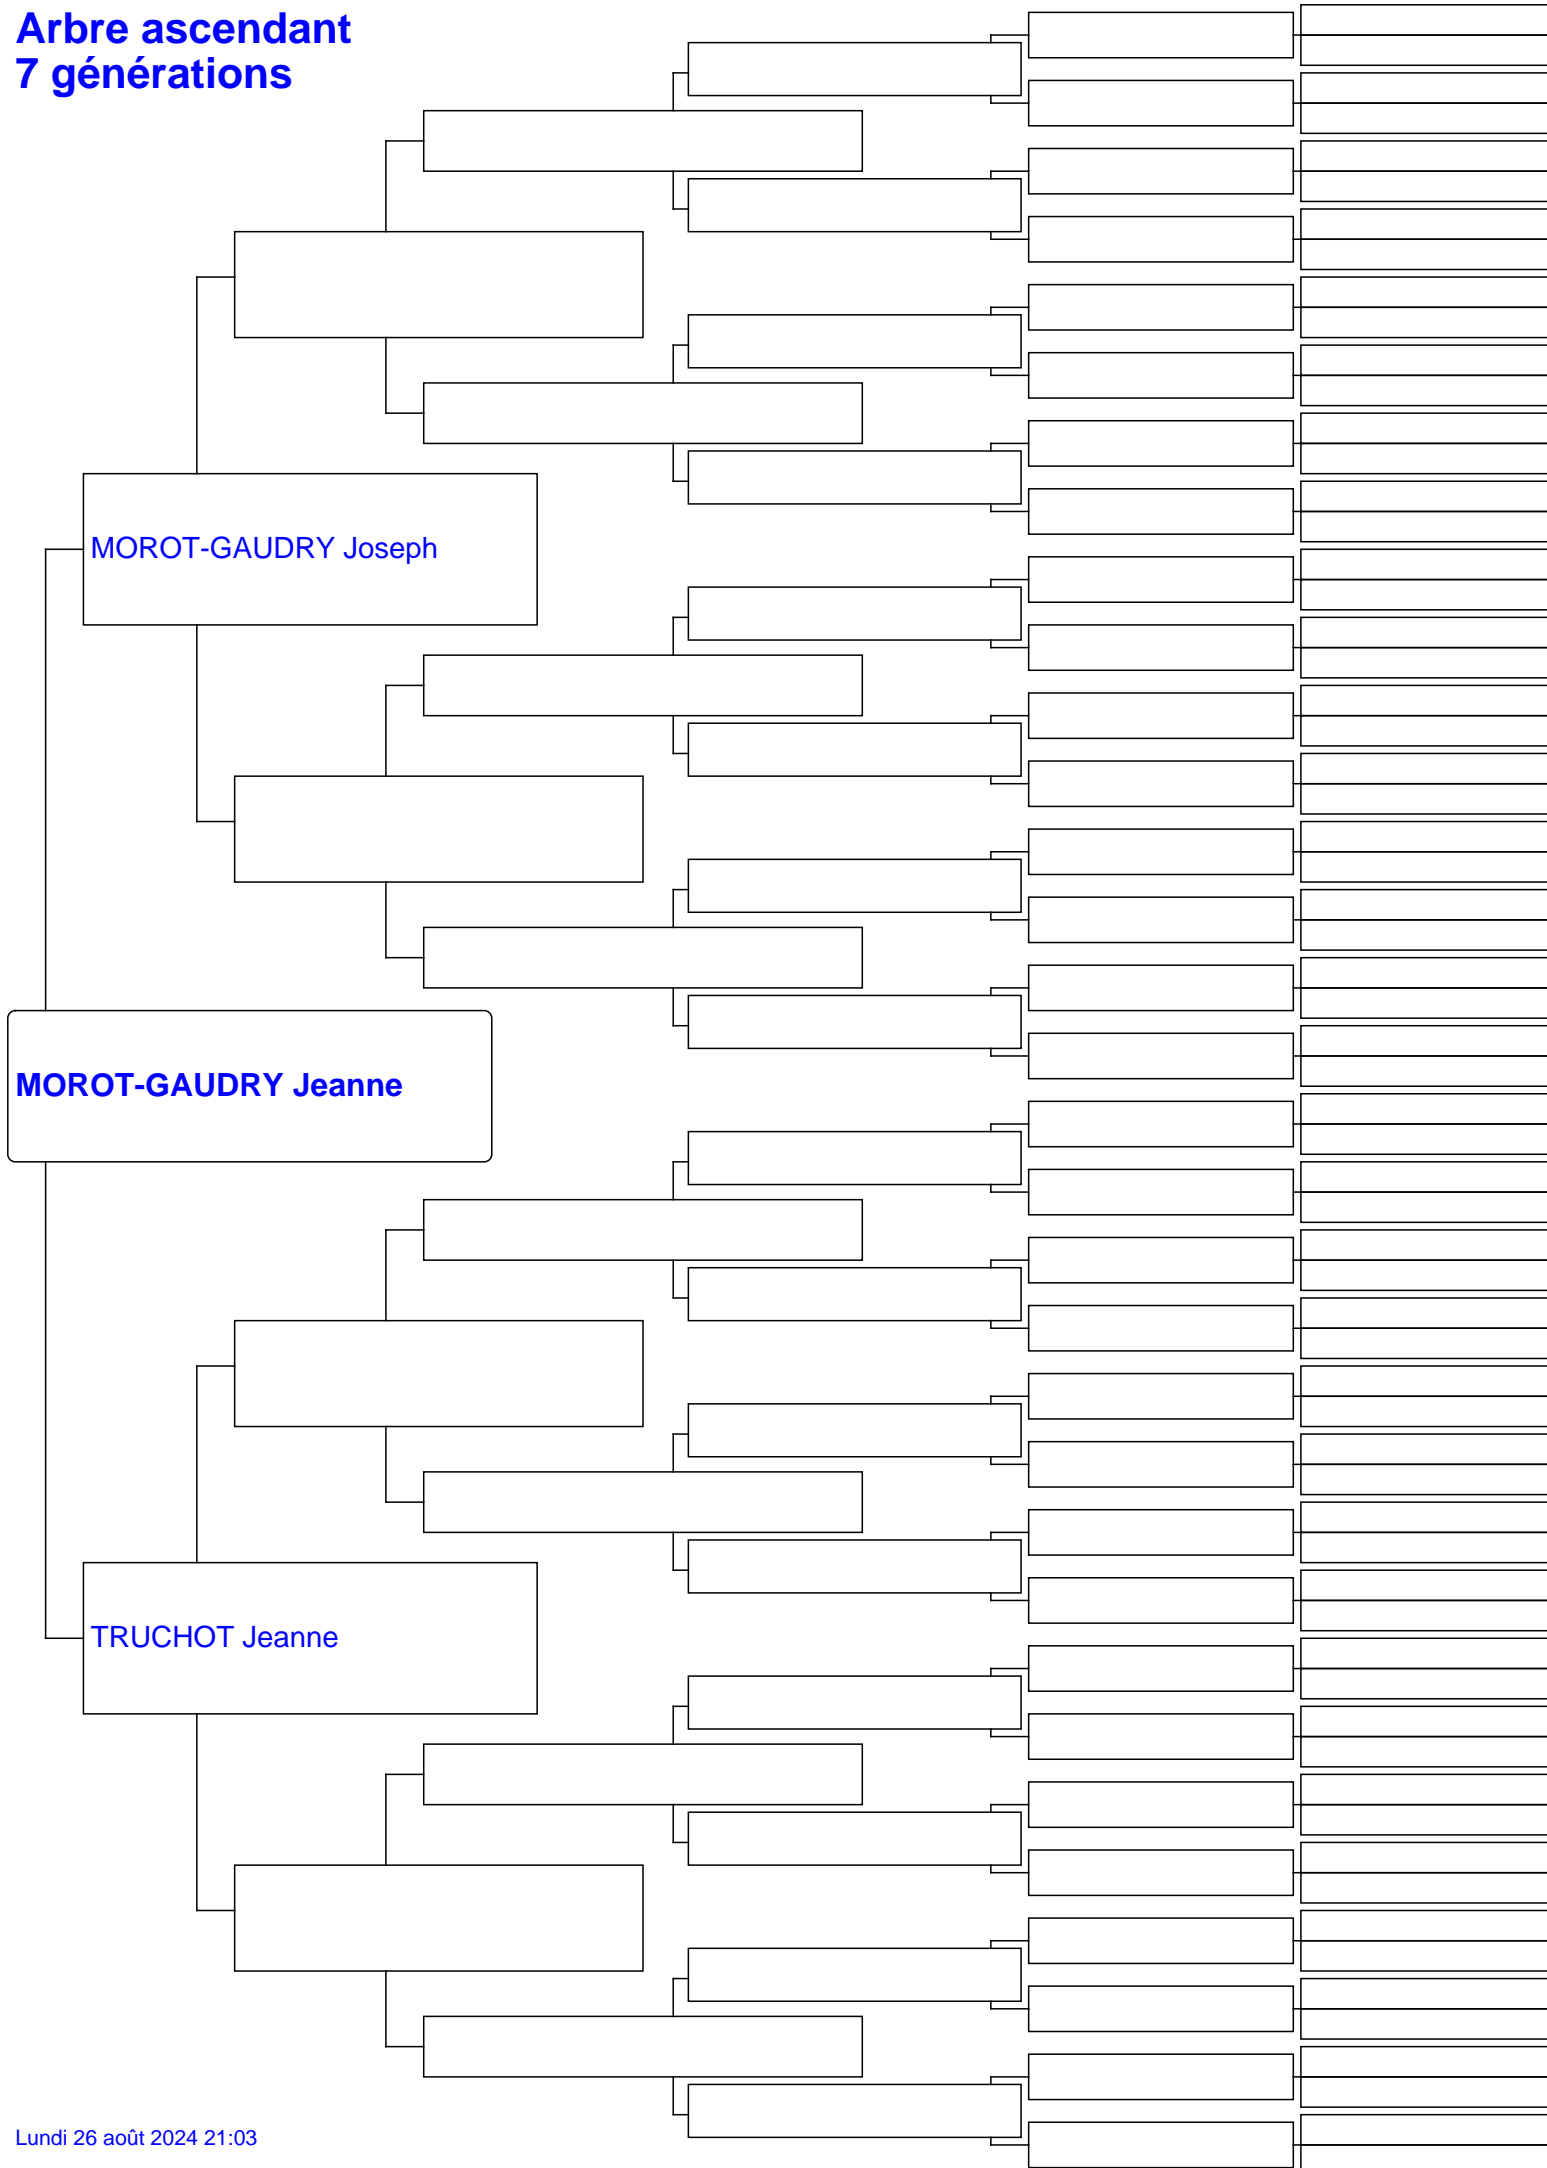 Arbre ascendant
7 générations
MOROT-GAUDRY Joseph
MOROT-GAUDRY Jeanne
TRUCHOT Jeanne
Lundi 26 août 2024 21:03